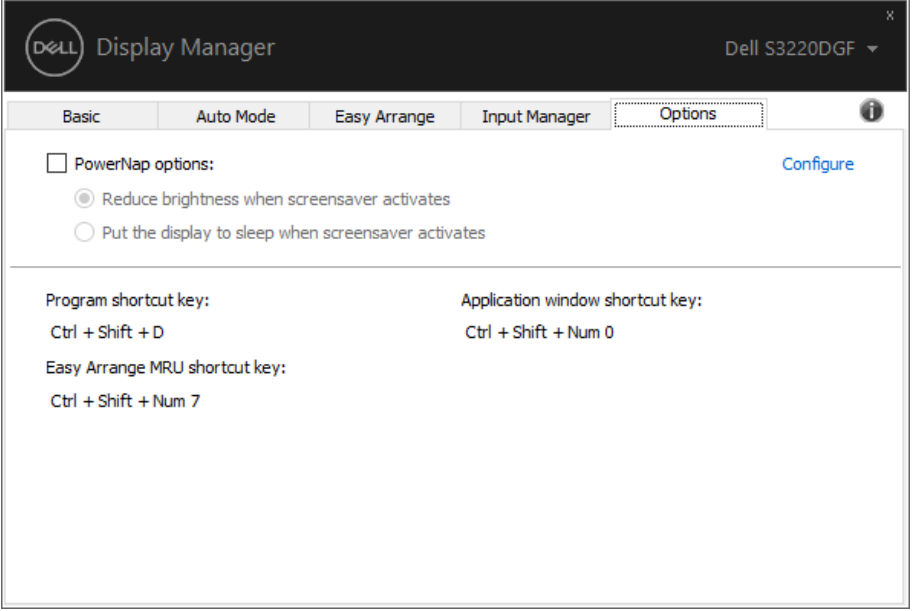 x
DELL Display Manager
Dell S3220DGF
Basic Auto Mode Easy Arrange Input Manager Options i
PowerNap options: Configure
Reduce brightness when screensaver activates
Put the display to sleep when screensaver activates
Program shortcut key: Application window shortcut key:
Ctrl + Shift + D Ctrl + Shift + Num 0
Easy Arrange MRU shortcut key:
Ctrl + Shift + Num 7